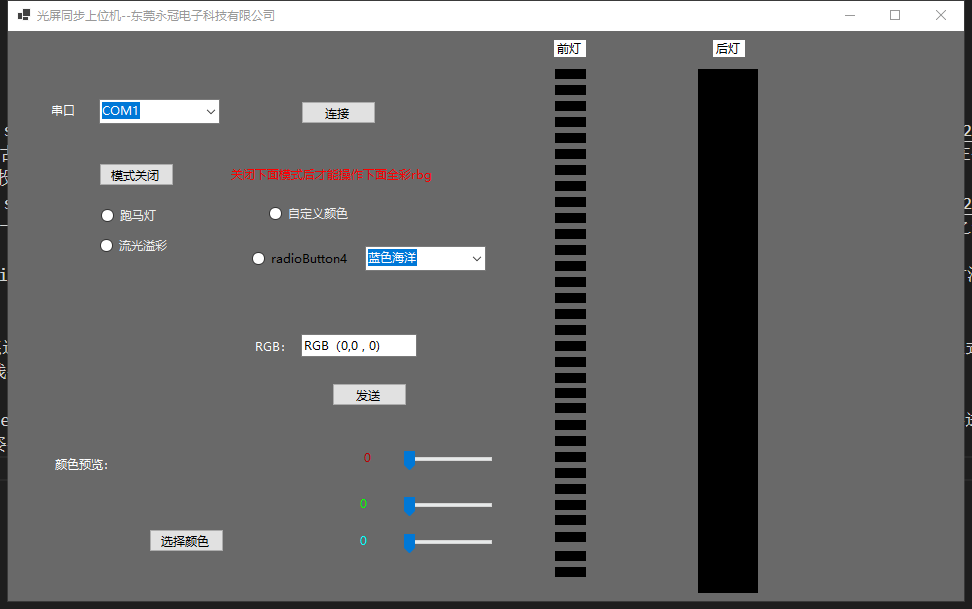 光屏同步上位机--东莞永冠电子科技有限公司
前灯
后灯
串口
COM1
连接
模式关闭
关闭下面模式后才能操作下面全彩rbg
跑马灯
自定义颜色
流光溢彩
radioButton4
蓝色海洋
RGB:
RGB (0,0 , 0)
发送
颜色预览:
0
0
选择颜色
0